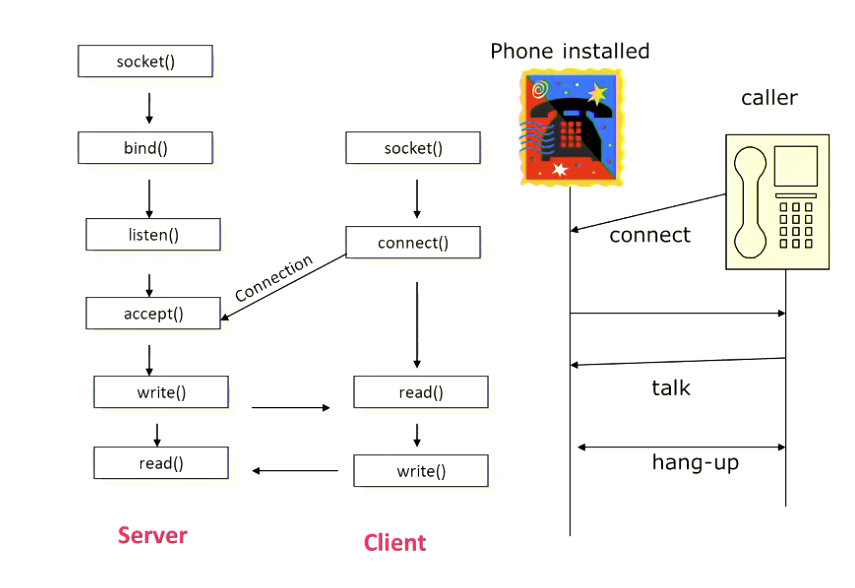 socket()
bind()
listen()
accept()
write()
read()
Server
socket()
connect()
Connection
read()
write()
Client
Phone installed
caller
connect
talk
hang-up